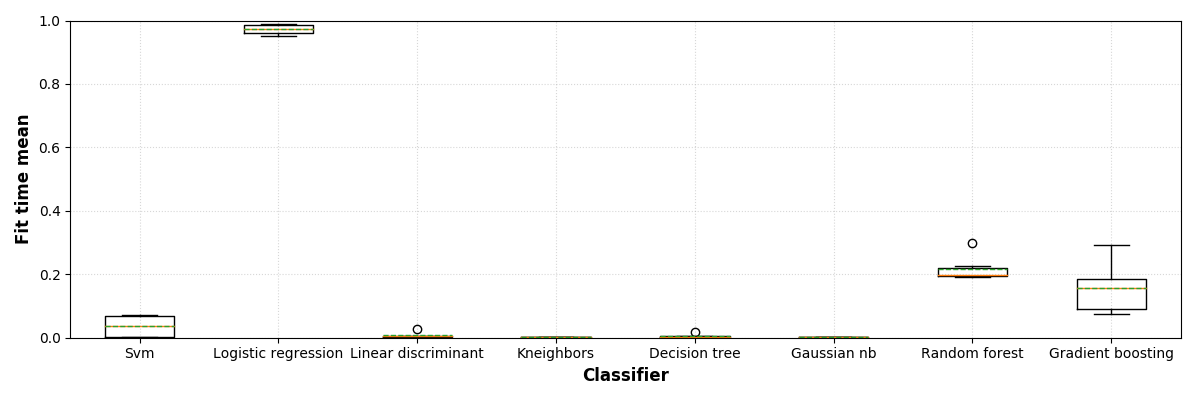 Fit time mean
1.0
0.8
0.6
0.4
0.2
0.0
Svm Logistic regression Linear discriminant Kneighbors Decision tree Gaussian nb Random forest Gradient boosting
Classifier